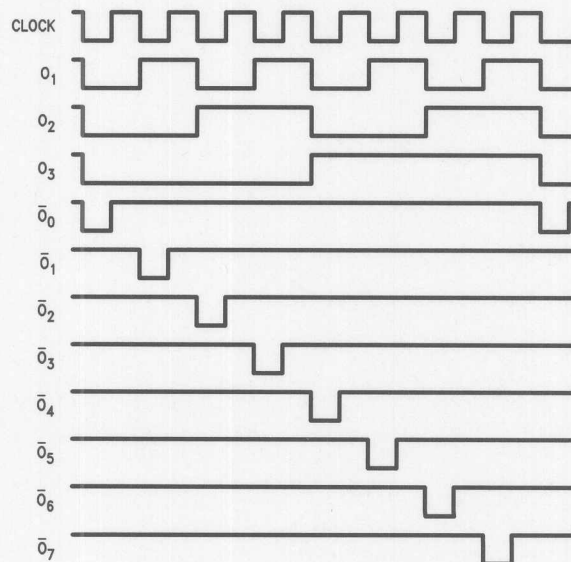 CLOCK
O₁
O₂
O₃
Ō₀
Ō₁
Ō₂
Ō₃
Ō₄
Ō₅
Ō₆
Ō₇